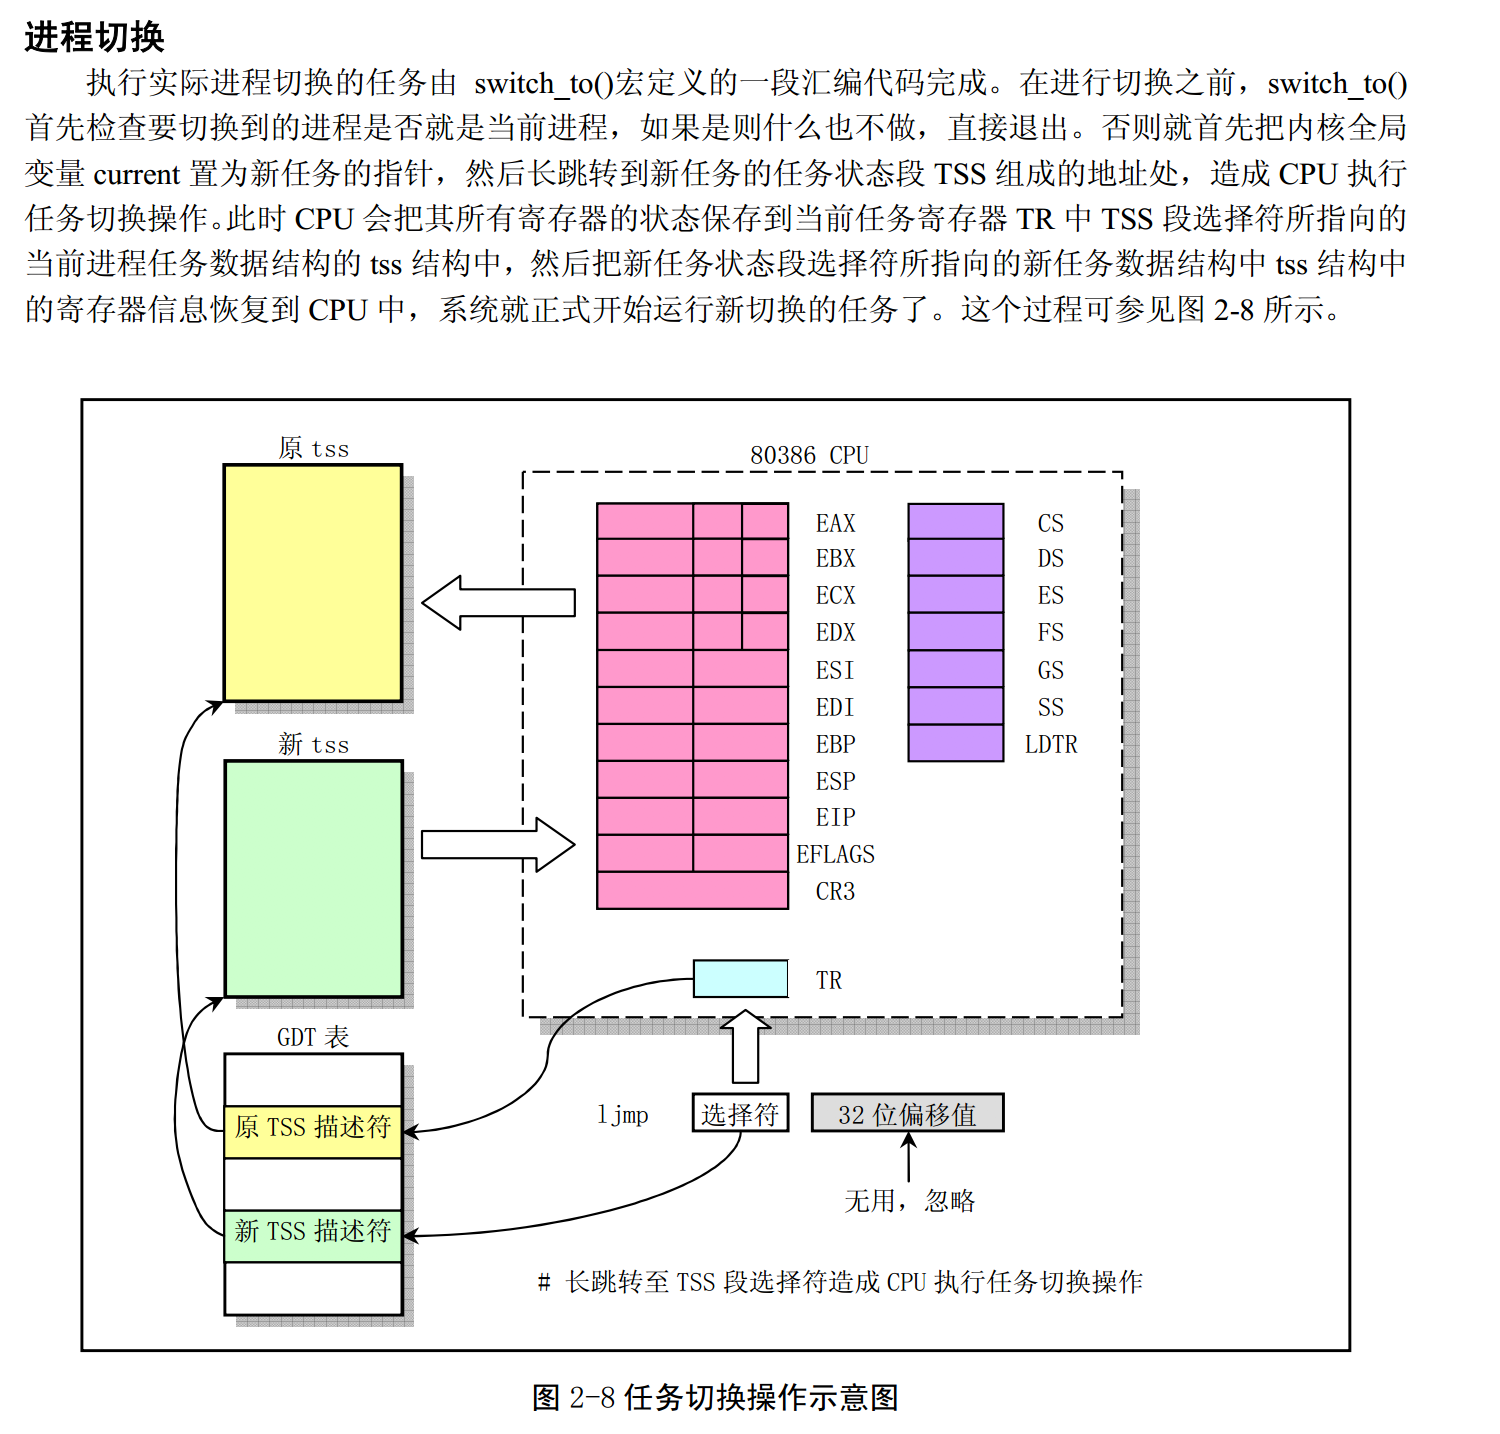 进程切换
执行实际进程切换的任务由 switch_to()宏定义的一段汇编代码完成。在进行切换之前，switch_to()
首先检查要切换到的进程是否就是当前进程，如果是则什么也不做，直接退出。否则就首先把内核全局
变量 current 置为新任务的指针，然后长跳转到新任务的任务状态段 TSS 组成的地址处，造成 CPU 执行
任务切换操作。此时 CPU 会把其所有寄存器的状态保存到当前任务寄存器 TR 中 TSS 段选择符所指向的
当前进程任务数据结构的 tss 结构中，然后把新任务状态段选择符所指向的新任务数据结构中 tss 结构中
的寄存器信息恢复到 CPU 中，系统就正式开始运行新切换的任务了。这个过程可参见图 2-8 所示。
原 tss
80386 CPU
EAX
CS
EBX
DS
ECX
ES
EDX
FS
ESI
GS
EDI
SS
新 tss
EBP
LDTR
ESP
EIP
EFLAGS
CR3
TR
GDT 表
ljmp
选择符
32 位偏移值
原 TSS 描述符
无用，忽略
新 TSS 描述符
# 长跳转至 TSS 段选择符造成 CPU 执行任务切换操作
图 2-8 任务切换操作示意图